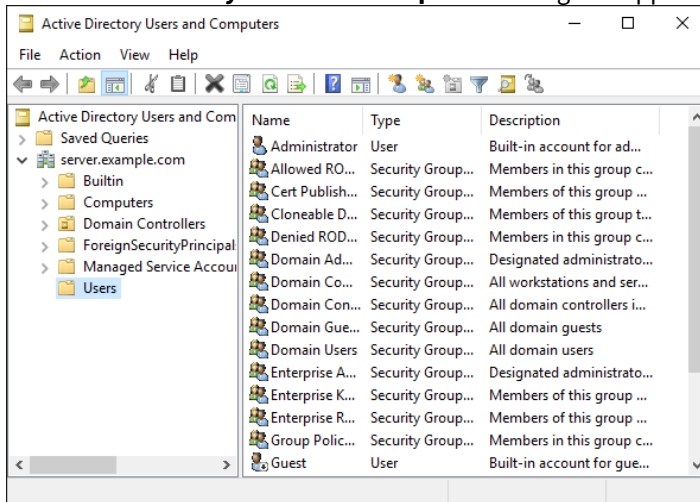 Active Directory Users and Computers
File Action View Help
Active Directory Users and Com
Saved Queries
server.example.com
Builtin
Computers
Domain Controllers
ForeignSecurityPrincipal
Managed Service Accou
Users
Name Type Description
Administrator User Built-in account for ad...
Allowed RO... Security Group... Members in this group c...
Cert Publish... Security Group... Members of this group ...
Cloneable D... Security Group... Members of this group t...
Denied ROD... Security Group... Members in this group c...
Domain Ad... Security Group... Designated administrato...
Domain Co... Security Group... All workstations and ser...
Domain Con... Security Group... All domain controllers i...
Domain Gue... Security Group... All domain guests
Domain Users Security Group... All domain users
Enterprise A... Security Group... Designated administrato...
Enterprise K... Security Group... Members of this group ...
Enterprise R... Security Group... Members of this group ...
Group Polic... Security Group... Members in this group c...
Guest User Built-in account for gue...